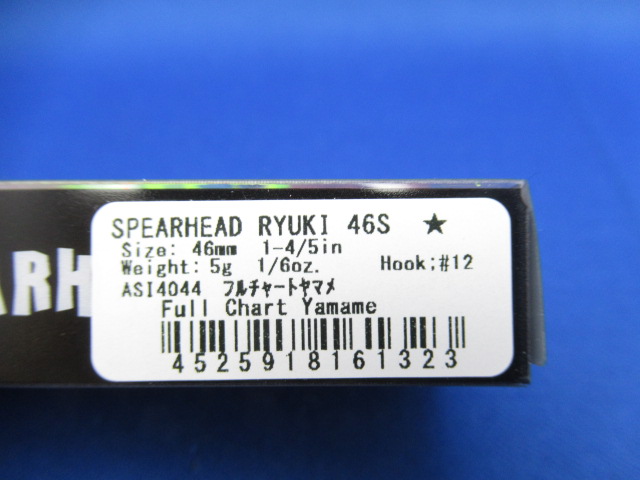 SPEARHEAD RYUKI 46S ★
Size: 46mm 1-4/5in
Weight: 5g 1/6oz. Hook;#12
ASI4044 フルチャートヤマメ
Full Chart Yamame
4525918161323
ARH